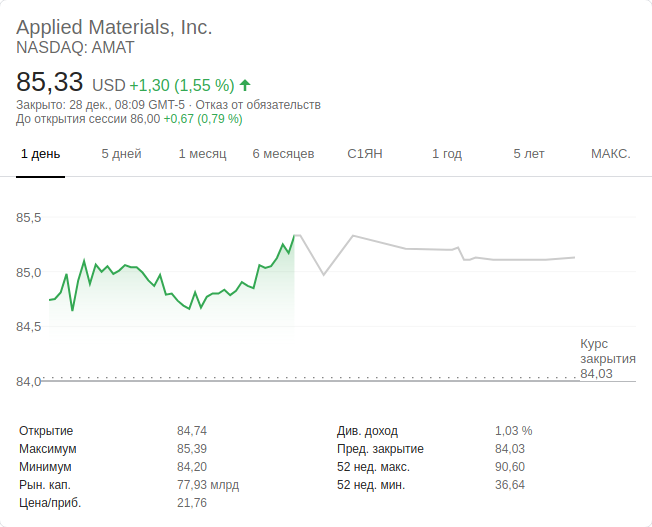 Applied Materials, Inc.
NASDAQ: AMAT
85,33 USD +1,30 (1,55 %)
Закрыто: 28 дек., 08:09 GMT-5 · Отказ от обязательств
До открытия сессии 86,00 +0,67 (0,79 %)
1 день 5 дней 1 месяц 6 месяцев С1ЯН 1 год 5 лет МАКС.
85,5
85,0
84,5
84,0
Курс
закрытия
84,03
Открытие 84,74 Див. доход 1,03 %
Максимум 85,39 Пред. закрытие 84,03
Минимум 84,20 52 нед. макс. 90,60
Рын. кап. 77,93 млрд 52 нед. мин. 36,64
Цена/приб. 21,76